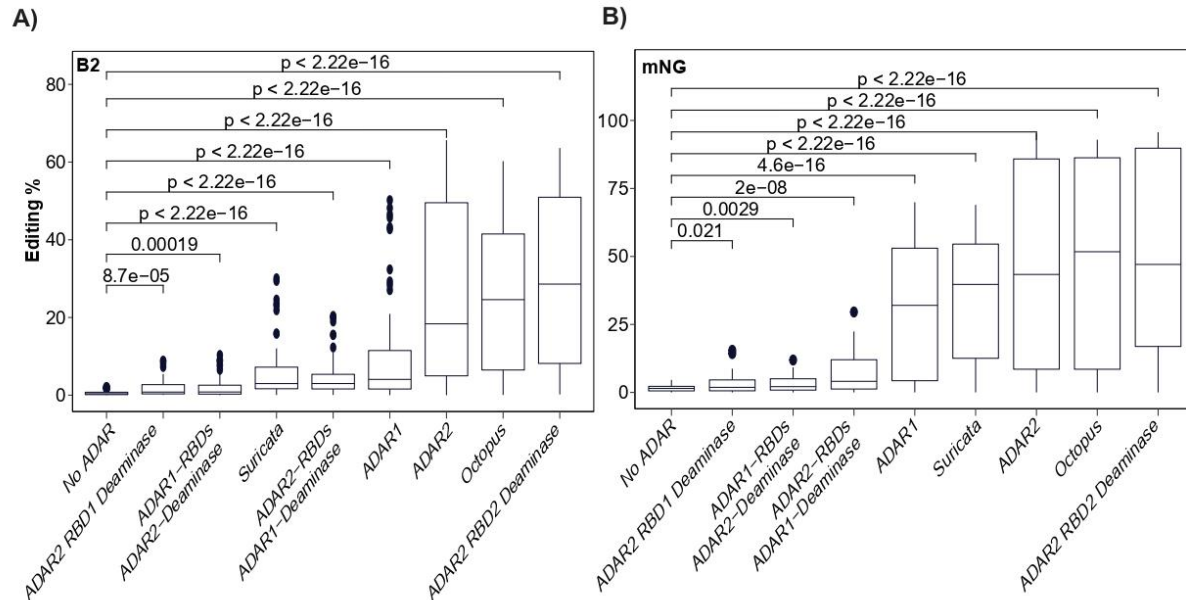 A)
B2
p < 2.22e−16
p < 2.22e−16
p < 2.22e−16
p < 2.22e−16
p < 2.22e−16
p < 2.22e−16
0.00019
8.7e−05
Editing %
80
60
40
20
0
No ADAR
ADAR2 RBD1 Deaminase
ADAR1−RBDs
ADAR2−Deaminase
Suricata
ADAR2−RBDs
ADAR1−Deaminase
ADAR1
ADAR2
Octopus
ADAR2 RBD2 Deaminase
B)
mNG
p < 2.22e−16
p < 2.22e−16
p < 2.22e−16
p < 2.22e−16
4.6e−16
2e−08
0.0029
0.021
100
75
50
25
0
No ADAR
ADAR2 RBD1 Deaminase
ADAR1−RBDs
ADAR2−Deaminase
ADAR2−RBDs
ADAR1−Deaminase
ADAR1
Suricata
ADAR2
Octopus
ADAR2 RBD2 Deaminase